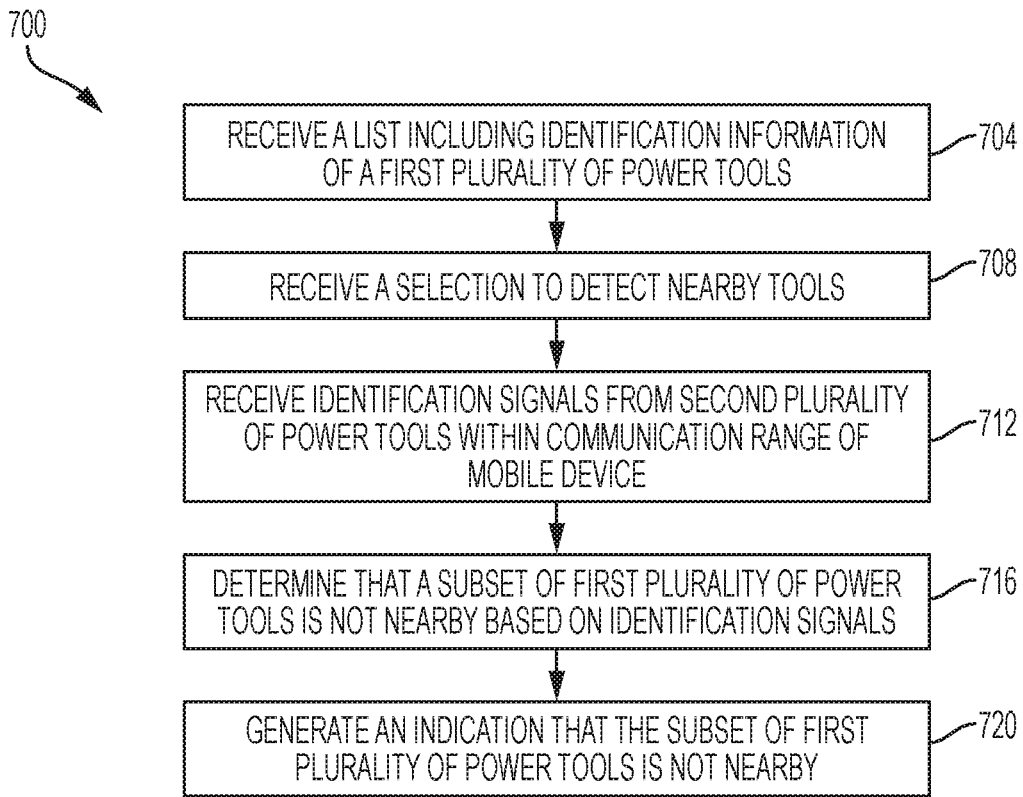 700
RECEIVE A LIST INCLUDING IDENTIFICATION INFORMATION
OF A FIRST PLURALITY OF POWER TOOLS
704
RECEIVE A SELECTION TO DETECT NEARBY TOOLS
708
RECEIVE IDENTIFICATION SIGNALS FROM SECOND PLURALITY
OF POWER TOOLS WITHIN COMMUNICATION RANGE OF
MOBILE DEVICE
712
DETERMINE THAT A SUBSET OF FIRST PLURALITY OF POWER
TOOLS IS NOT NEARBY BASED ON IDENTIFICATION SIGNALS
716
GENERATE AN INDICATION THAT THE SUBSET OF FIRST
PLURALITY OF POWER TOOLS IS NOT NEARBY
720